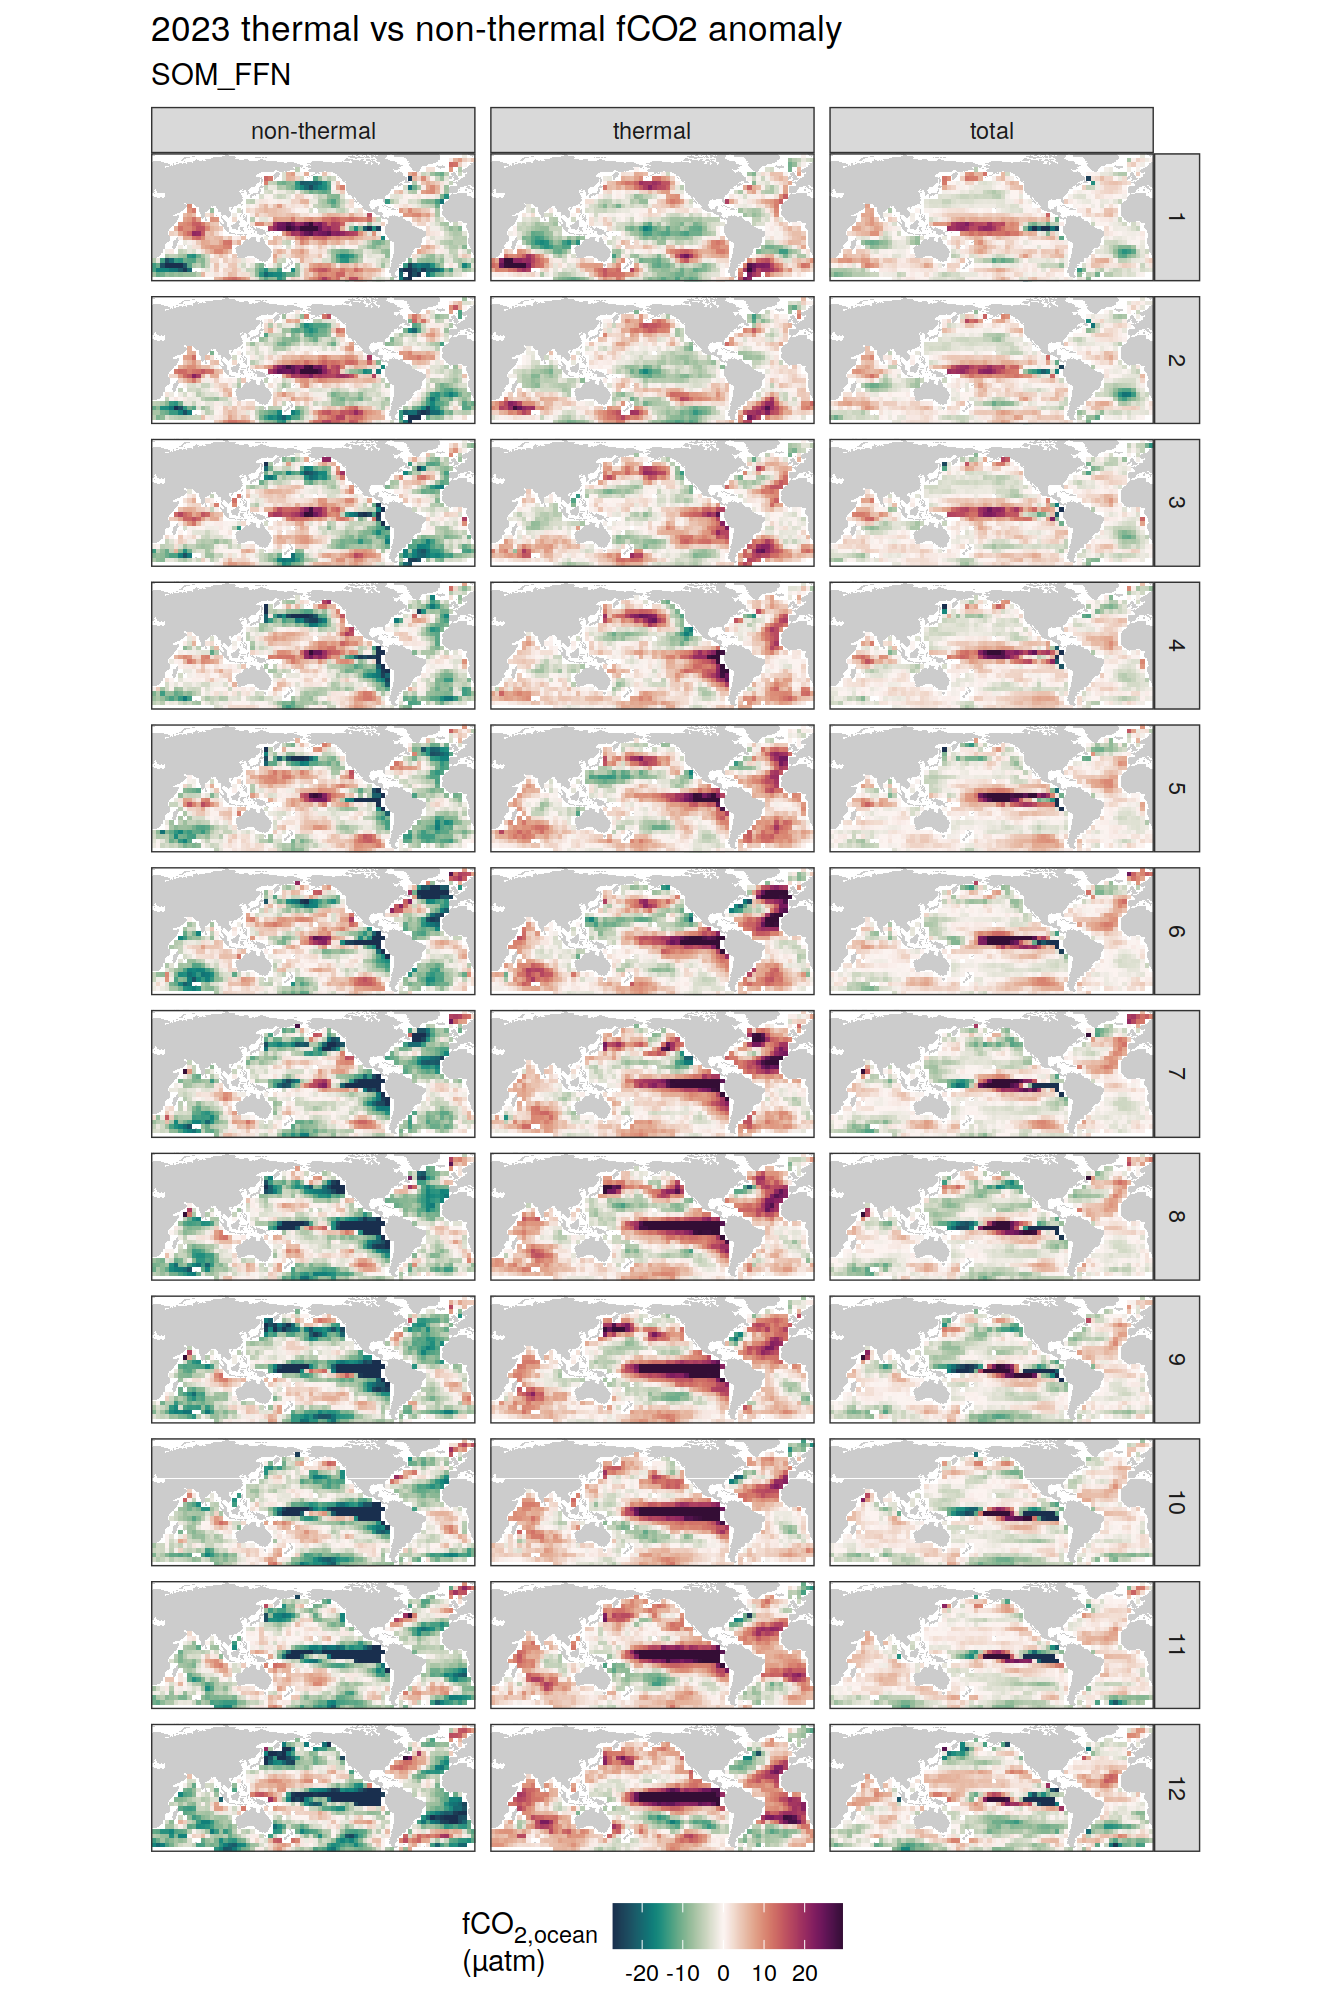 2023 thermal vs non-thermal fCO2 anomaly
SOM_FFN
non-thermal thermal total
1
2
3
4
5
6
7
8
9
10
11
12
fCO2,ocean
(µatm)
-20 -10 0 10 20